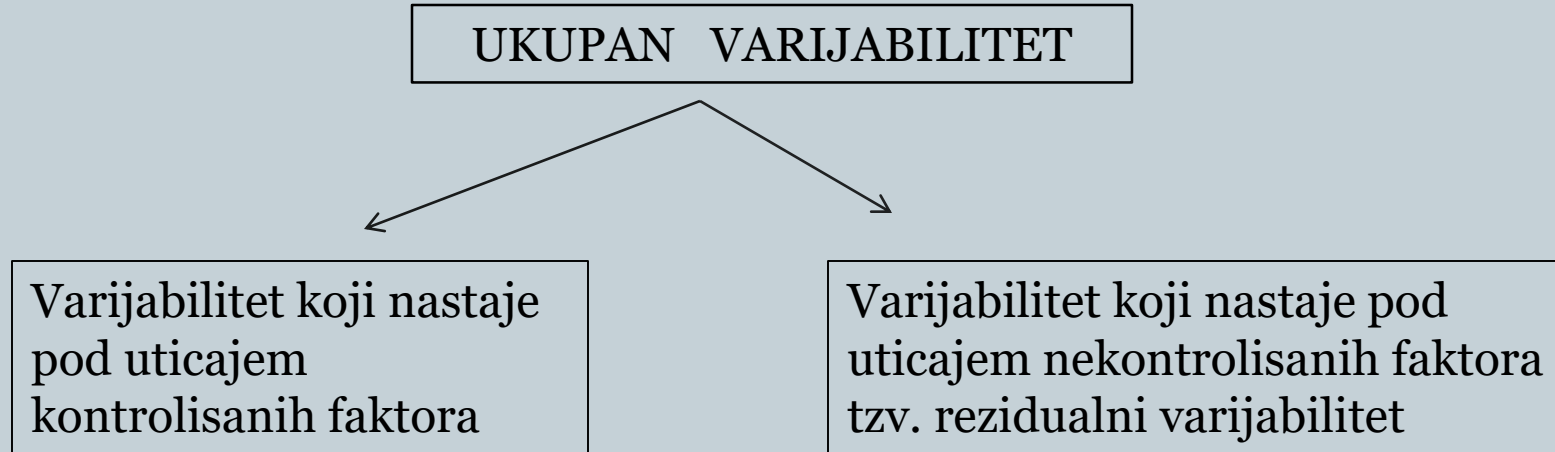 UKUPAN VARIJABILITET
Varijabilitet koji nastaje
pod uticajem
kontrolisanih faktora
Varijabilitet koji nastaje pod
uticajem nekontrolisanih faktora
tzv. rezidualni varijabilitet